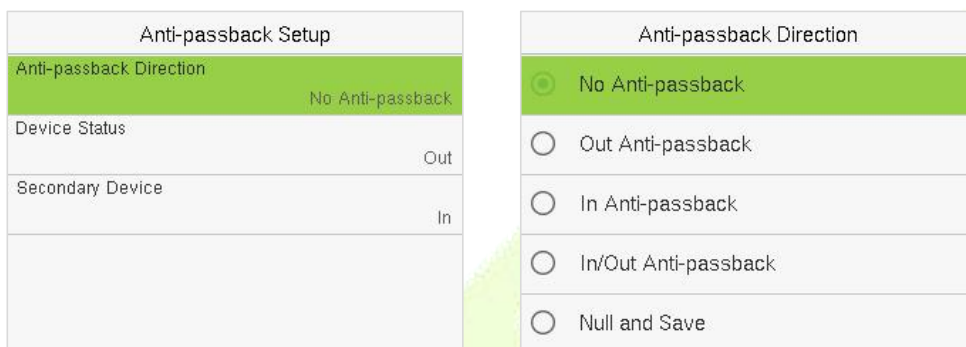 Anti-passback Setup
Anti-passback Direction
No Anti-passback
Device Status
Out
Secondary Device
In
Anti-passback Direction
No Anti-passback
Out Anti-passback
In Anti-passback
In/Out Anti-passback
Null and Save